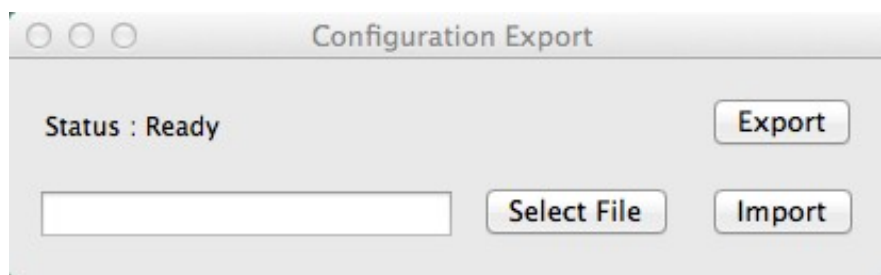 Configuration Export
Status : Ready
Export
Select File
Import